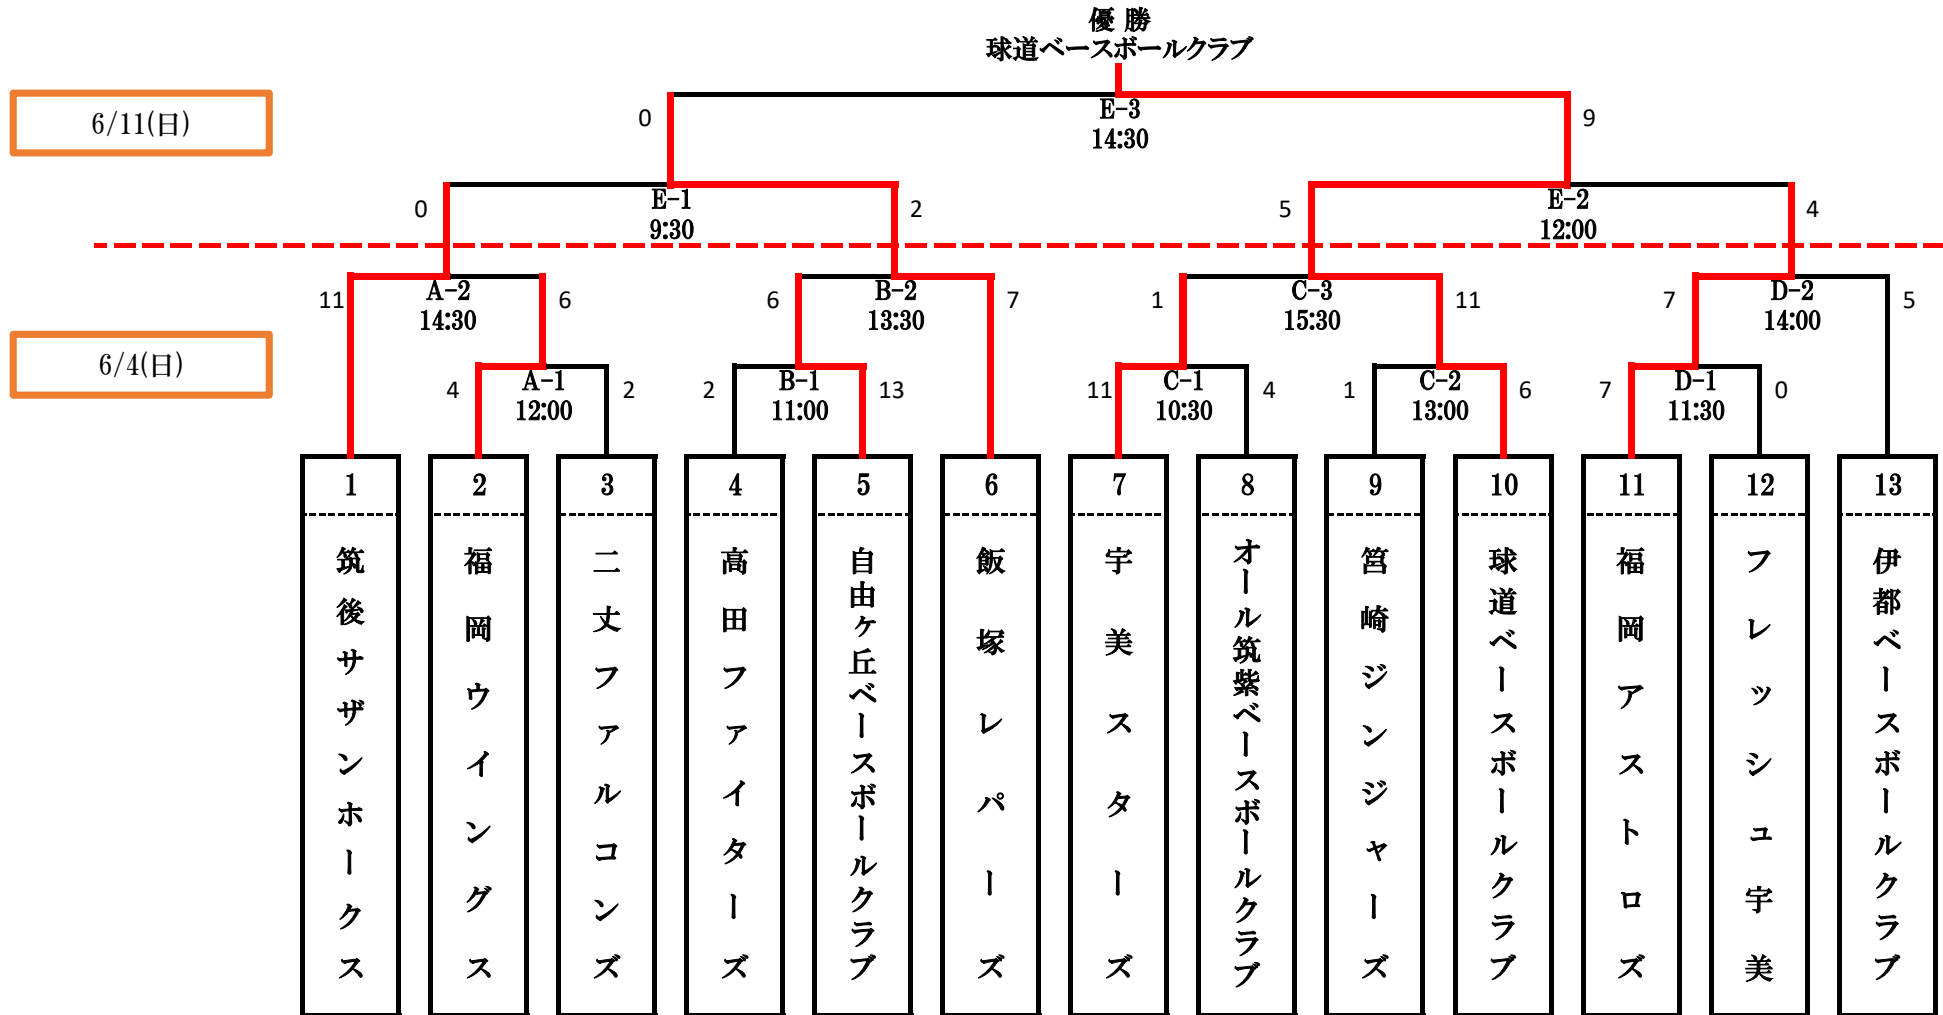 優 勝
球道ベースボールクラブ
6/11(日)
E-3
14:30
0
9
E-1
9:30
0
2
E-2
12:00
5
4
6/4(日)
A-2
14:30
11
6
B-2
13:30
6
7
C-3
15:30
1
11
D-2
14:00
7
5
A-1
12:00
4
2
B-1
11:00
2
13
C-1
10:30
11
4
C-2
13:00
1
6
D-1
11:30
7
0
1
筑後サザンホークス
2
福岡ウイングス
3
二丈ファルコンズ
4
高田ファイターズ
5
自由ヶ丘ベースボールクラブ
6
飯塚レパーズ
7
宇美スターズ
8
オール筑紫ベースボールクラブ
9
筥崎ジンジャーズ
10
球道ベースボールクラブ
11
福岡アストロズ
12
フレッシュ宇美
13
伊都ベースボールクラブ